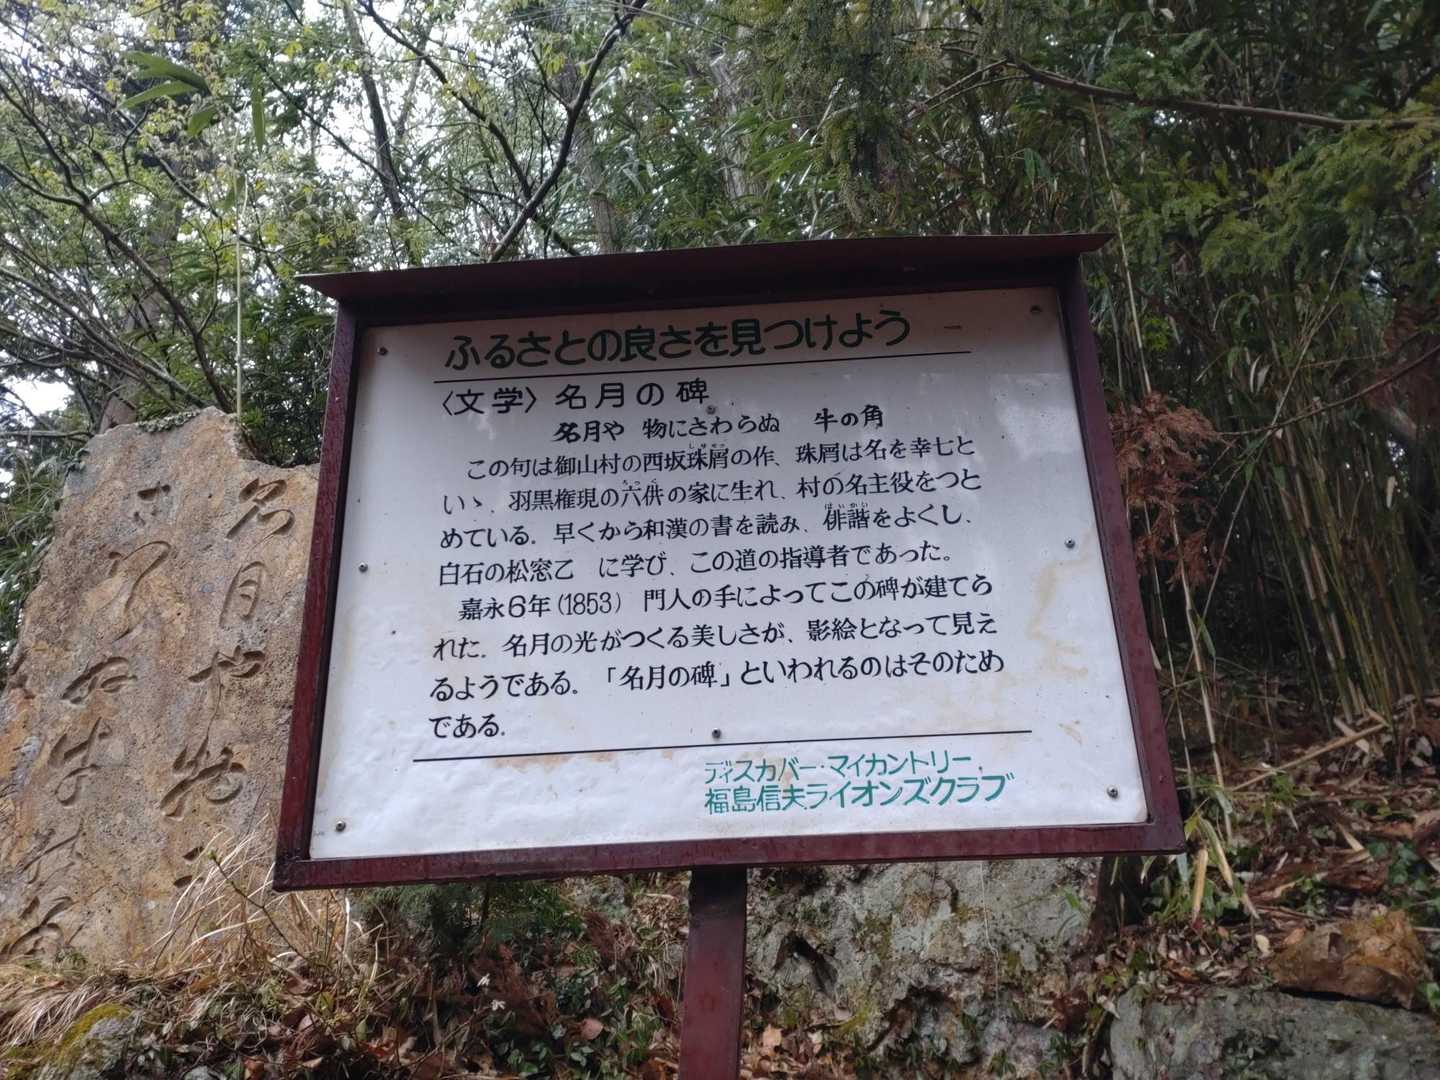 ふるさとの良さを見つけよう
〈文学〉名月の碑
名月や 物にさわらぬ 牛の角
この句は御山村の西坂珠屑の作、珠屑は名を幸七と
いゝ、羽黒権現の六供の家に生れ、村の名主役をつと
めている。早くから和漢の書を読み、俳諧をよくし、
白石の松窓乙 に学び、この道の指導者であった。
嘉永6年(1853) 門人の手によってこの碑が建てら
れた。名月の光がつくる美しさが、影絵となって見え
るようである。「名月の碑」といわれるのはそのため
である。
ディスカバー・マイカントリー
福島信夫ライオンズクラブ
名月や物